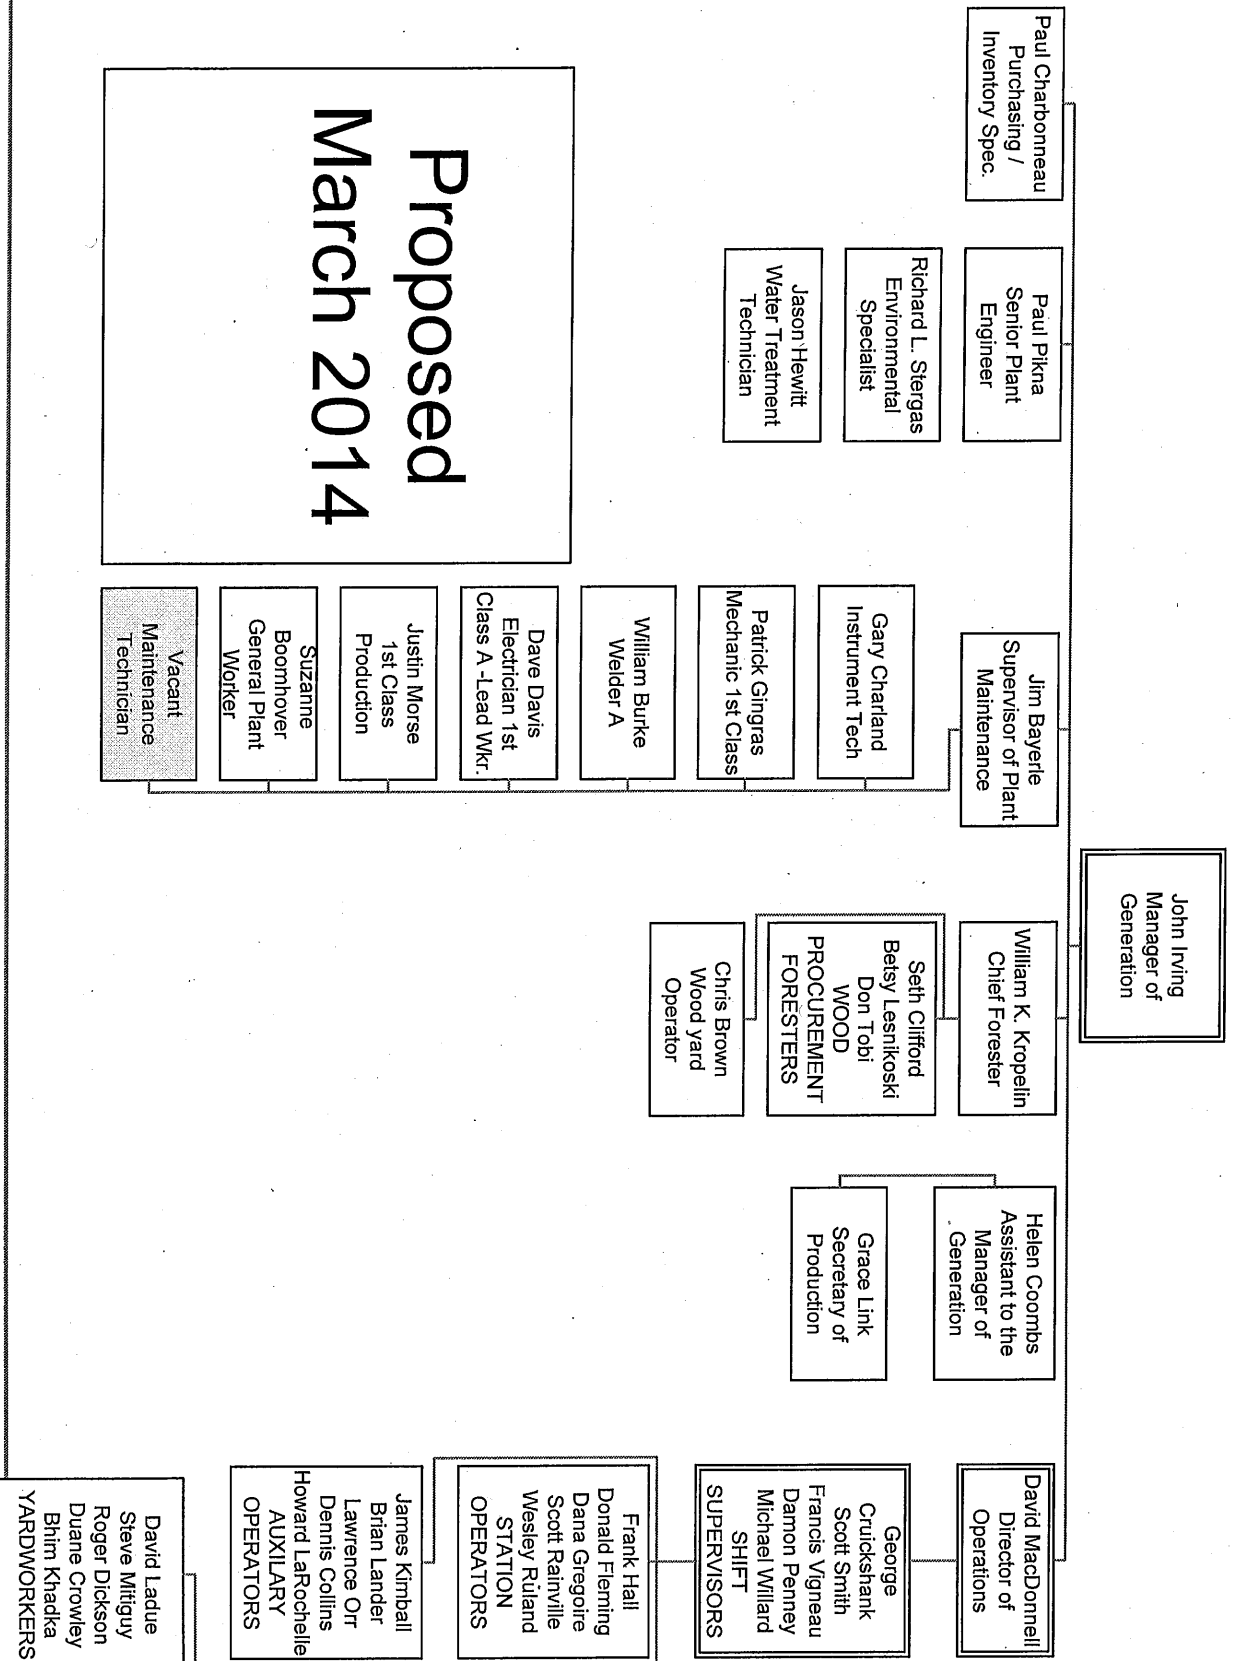 John Irving
Manager of
Generation
Paul Charbonneau
Purchasing /
Inventory Spec.
Paul Pikna
Senior Plant
Engineer
Richard L. Stergas
Environmental
Specialist
Jason Hewitt
Water Treatment
Technician
Jim Bayerle
Supervisor of Plant
Maintenance
Gary Charland
Instrument Tech
Patrick Gingras
Mechanic 1st Class
William Burke
Welder A
Dave Davis
Electrician 1st
Class A -Lead Wkr.
Justin Morse
1st Class
Production
Suzanne
Boomhover
General Plant
Worker
Vacant
Maintenance
Technician
William K. Kropelin
Chief Forester
Seth Clifford
Betsy Lesnikoski
Don Tobi
WOOD
PROCUREMENT
FORESTERS
Chris Brown
Wood yard
Operator
Helen Coombs
Assistant to the
Manager of
Generation
Grace Link
Secretary of
Production
David MacDonnell
Director of
Operations
George
Cruickshank
Scott Smith
Francis Vigneau
Damon Penney
Michael Willard
SHIFT
SUPERVISORS
Frank Hall
Donald Fleming
Dana Gregoire
Scott Rainville
Wesley Ruland
STATION
OPERATORS
James Kimball
Brian Lander
Lawrence Orr
Dennis Collins
Howard LaRochelle
AUXILARY
OPERATORS
David Ladue
Steve Mitiguy
Roger Dickson
Duane Crowley
Bhim Khadka
YARDWORKERS
Proposed
March 2014